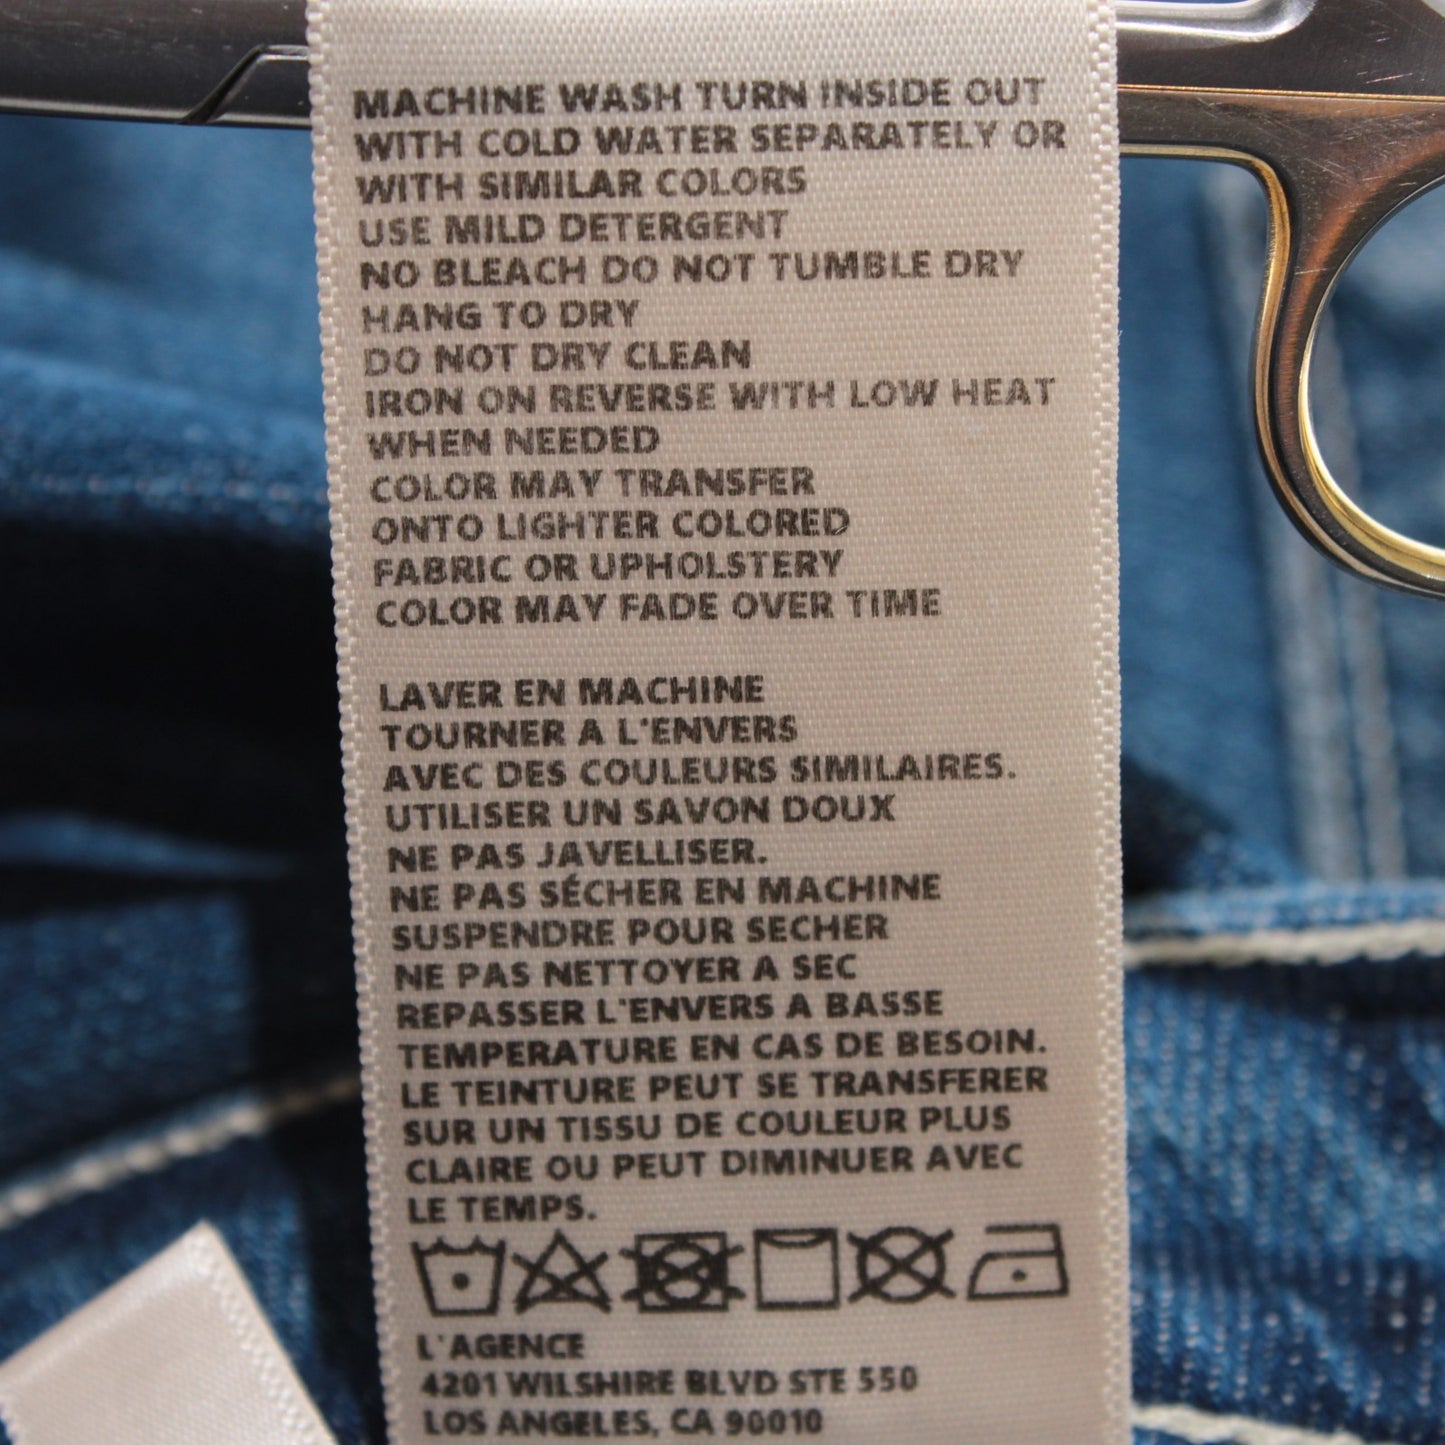 MACHINE WASH TURN INSIDE OUT
WITH COLD WATER SEPARATELY OR
WITH SIMILAR COLORS
USE MILD DETERGENT
NO BLEACH DO NOT TUMBLE DRY
HANG TO DRY
DO NOT DRY CLEAN
IRON ON REVERSE WITH LOW HEAT
WHEN NEEDED
COLOR MAY TRANSFER
ONTO LIGHTER COLORED
FABRIC OR UPHOLSTERY
COLOR MAY FADE OVER TIME
LAVER EN MACHINE
TOURNER A L'ENVERS
AVEC DES COULEURS SIMILAIRES.
UTILISER UN SAVON DOUX
NE PAS JAVELLISER.
NE PAS SÉCHER EN MACHINE
SUSPENDRE POUR SECHER
NE PAS NETTOYER A SEC
REPASSER L'ENVERS A BASSE
TEMPERATURE EN CAS DE BESOIN.
LE TEINTURE PEUT SE TRANSFERER
SUR UN TISSU DE COULEUR PLUS
CLAIRE OU PEUT DIMINUER AVEC
LE TEMPS.
L'AGENCE
4201 WILSHIRE BLVD STE 550
LOS ANGELES, CA 90010